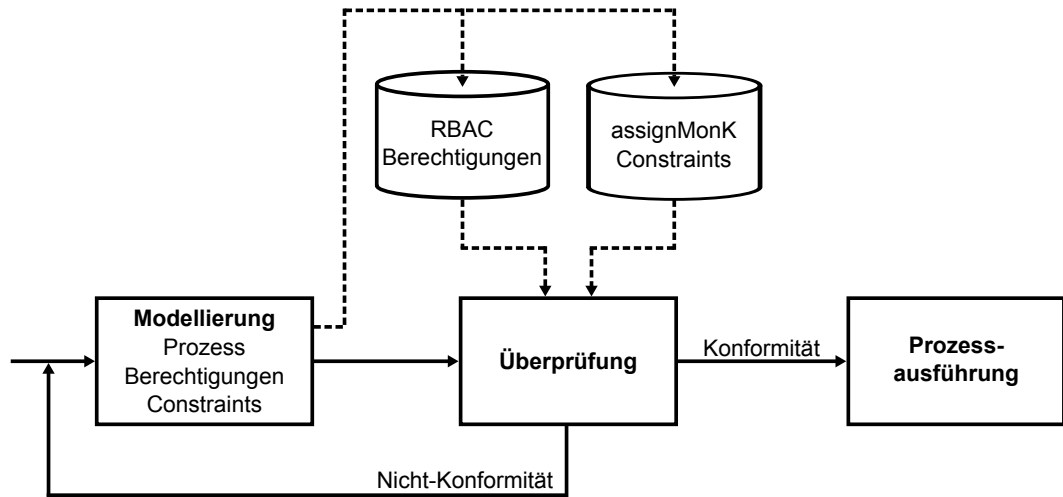 RBAC
Berechtigungen
assignMonK
Constraints
Modellierung
Prozess
Berechtigungen
Constraints
Überprüfung
Konformität
Prozess-
ausführung
Nicht-Konformität